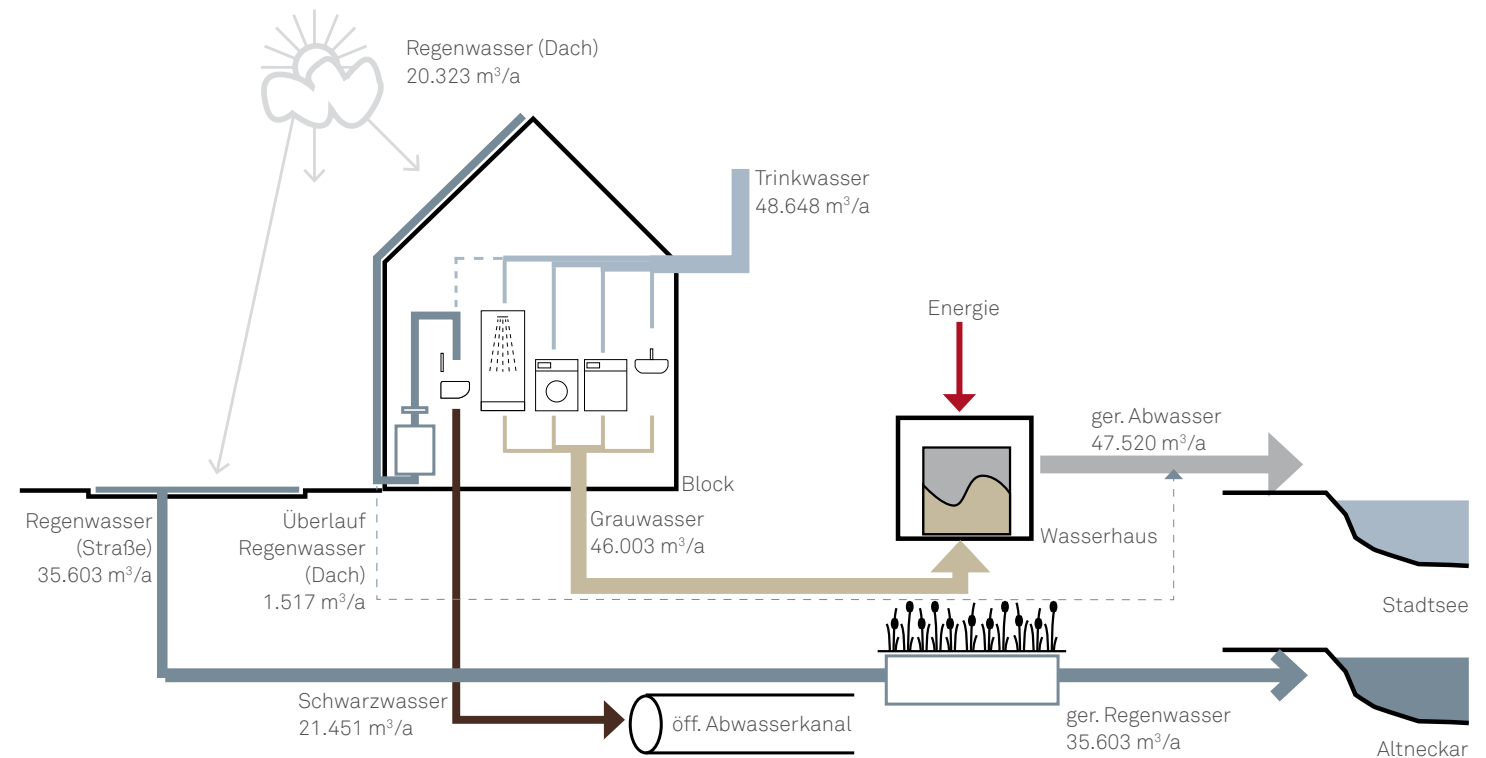 Regenwasser (Dach)
20.323 m³/a
Trinkwasser
48.648 m³/a
Energie
ger. Abwasser
47.520 m³/a
Block
Regenwasser
(Straße)
35.603 m³/a
Überlauf
Regenwasser
(Dach)
1.517 m³/a
Grauwasser
46.003 m³/a
Wasserhaus
Stadtsee
Schwarzwasser
21.451 m³/a
öff. Abwasserkanal
ger. Regenwasser
35.603 m³/a
Altneckar